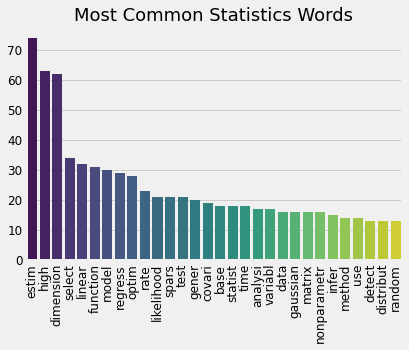 Most Common Statistics Words
70
60
50
40
30
20
10
0
estim
high
dimension
select
linear
function
model
regress
optim
rate
likelihood
spars
test
gener
covari
base
statist
time
analysi
variabl
data
gaussian
matrix
nonparametr
infer
method
use
detect
distribut
random